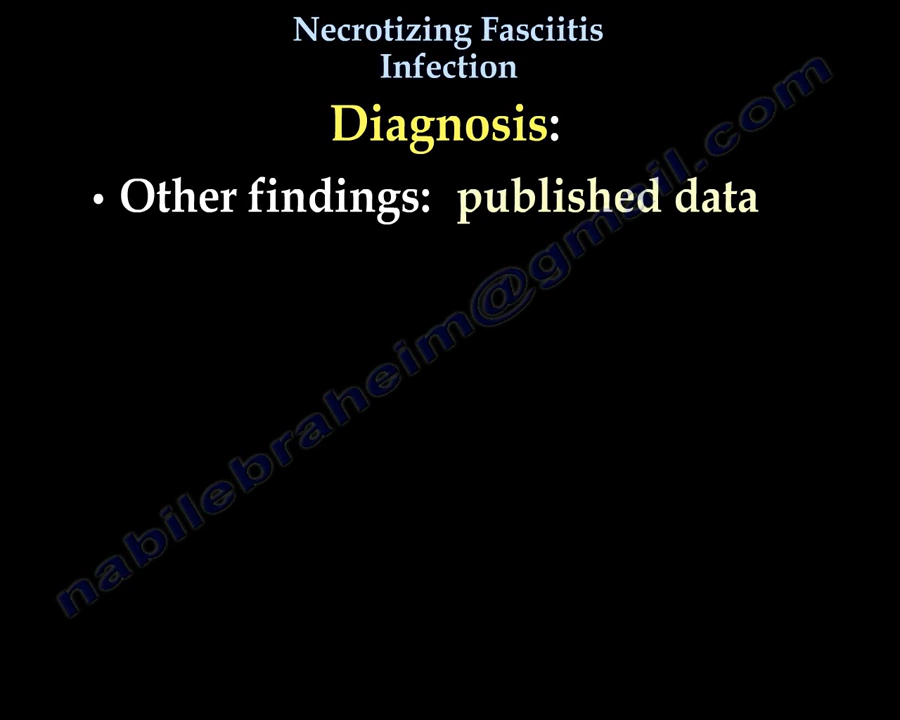 Necrotizing Fasciitis
Infection
Diagnosis:
• Other findings: published data
nabilebraheim@gmail.com